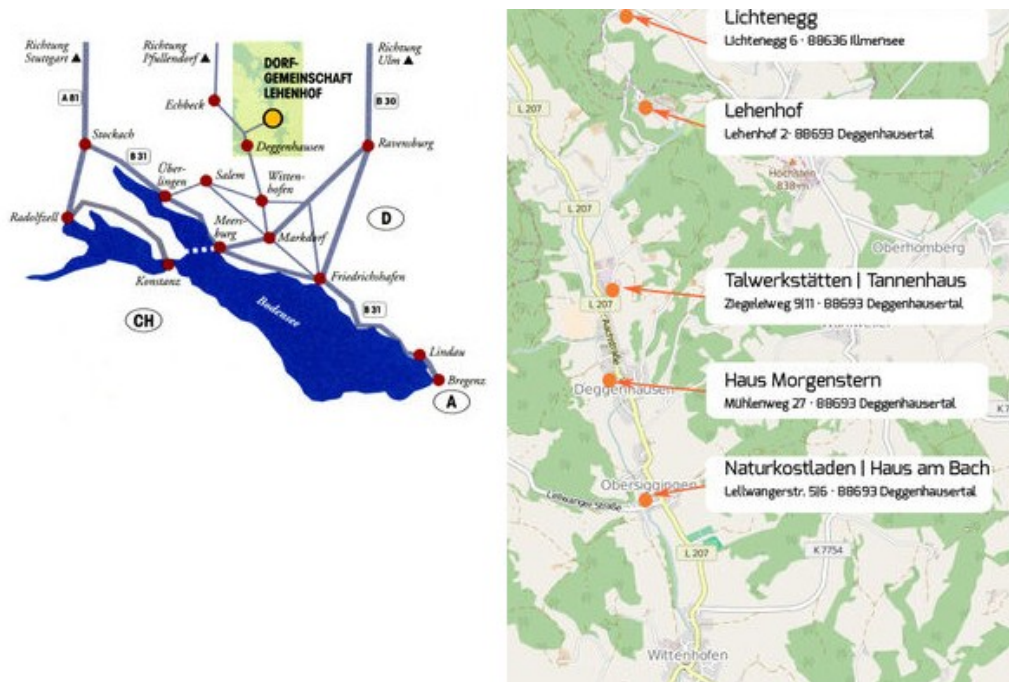 Richtung
Stuttgart ▲
Richtung
Pfullendorf ▲
DORF-
GEMEINSCHAFT
LEHENHOF
Richtung
Ulm ▲
A 81
B 30
Echbeck
Stockach
B 31
Deggenhausen
Ravensburg
Über-
lingen
Salem
Witten-
hofen
Radolfzell
Meers-
burg
Markdorf
D
Konstanz
Friedrichshafen
CH
Bodensee
B 31
Lindau
Bregenz
A
Lichtenegg
Lichtenegg 6 · 88636 Illmensee
L 207
Lehenhof
Lehenhof 2 · 88693 Deggenhausertal
Höchsten
838 m
L 207
Oberhomberg
Talwerkstätten | Tannenhaus
Ziegeleiweg 9|11 · 88693 Deggenhausertal
L 207
Aachstraße
Haus Morgenstern
Mühlenweg 27 · 88693 Deggenhausertal
Deggenhausen
K 7
Naturkostladen | Haus am Bach
Lellwangerstr. 5|6 · 88693 Deggenhausertal
Obersiggingen
Lellwanger Straße
L 207
K 7754
Wittenhofen